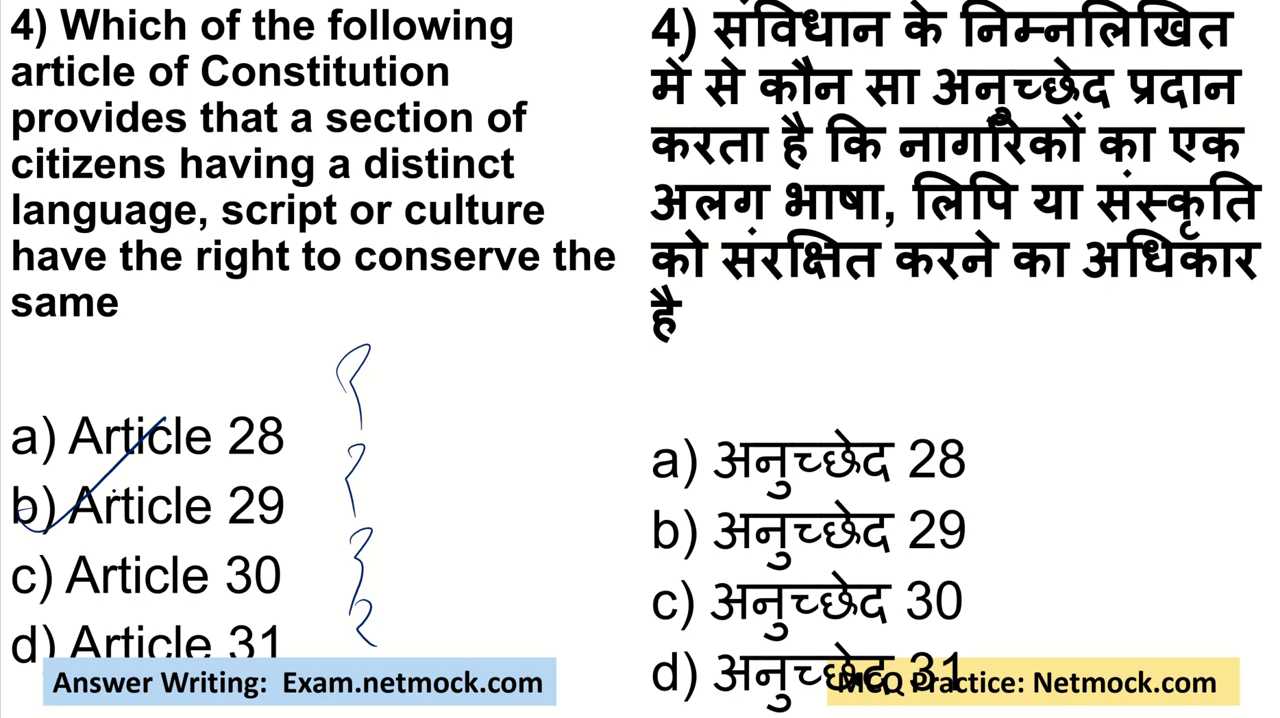 4) Which of the following
article of Constitution
provides that a section of
citizens having a distinct
language, script or culture
have the right to conserve the
same
a) Article 28
b) Article 29
c) Article 30
d) Article 31
Answer Writing: Exam.netmock.com
4) संविधान के निम्नलिखित
में से कौन सा अनुच्छेद प्रदान
करता है कि नागरिकों का एक
अलग भाषा, लिपि या संस्कृति
को संरक्षित करने का अधिकार
है
a) अनुच्छेद 28
b) अनुच्छेद 29
c) अनुच्छेद 30
d) अनुच्छेद 31
MCQ Practice: Netmock.com